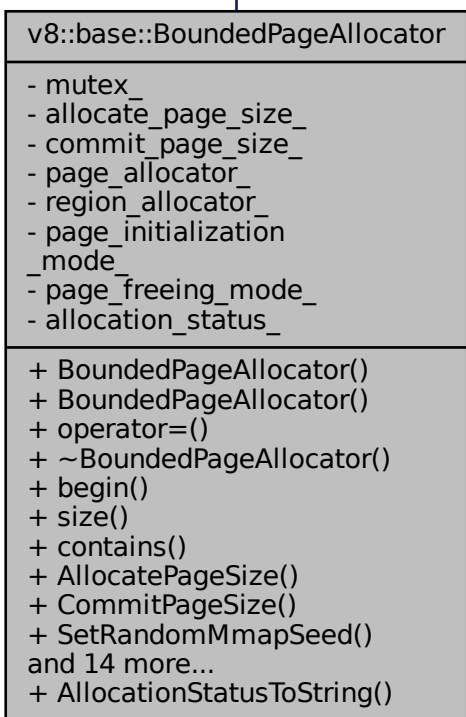 v8::base::BoundedPageAllocator
- mutex_
- allocate_page_size_
- commit_page_size_
- page_allocator_
- region_allocator_
- page_initialization
_mode_
- page_freeing_mode_
- allocation_status_
+ BoundedPageAllocator()
+ BoundedPageAllocator()
+ operator=()
+ ~BoundedPageAllocator()
+ begin()
+ size()
+ contains()
+ AllocatePageSize()
+ CommitPageSize()
+ SetRandomMmapSeed()
and 14 more...
+ AllocationStatusToString()